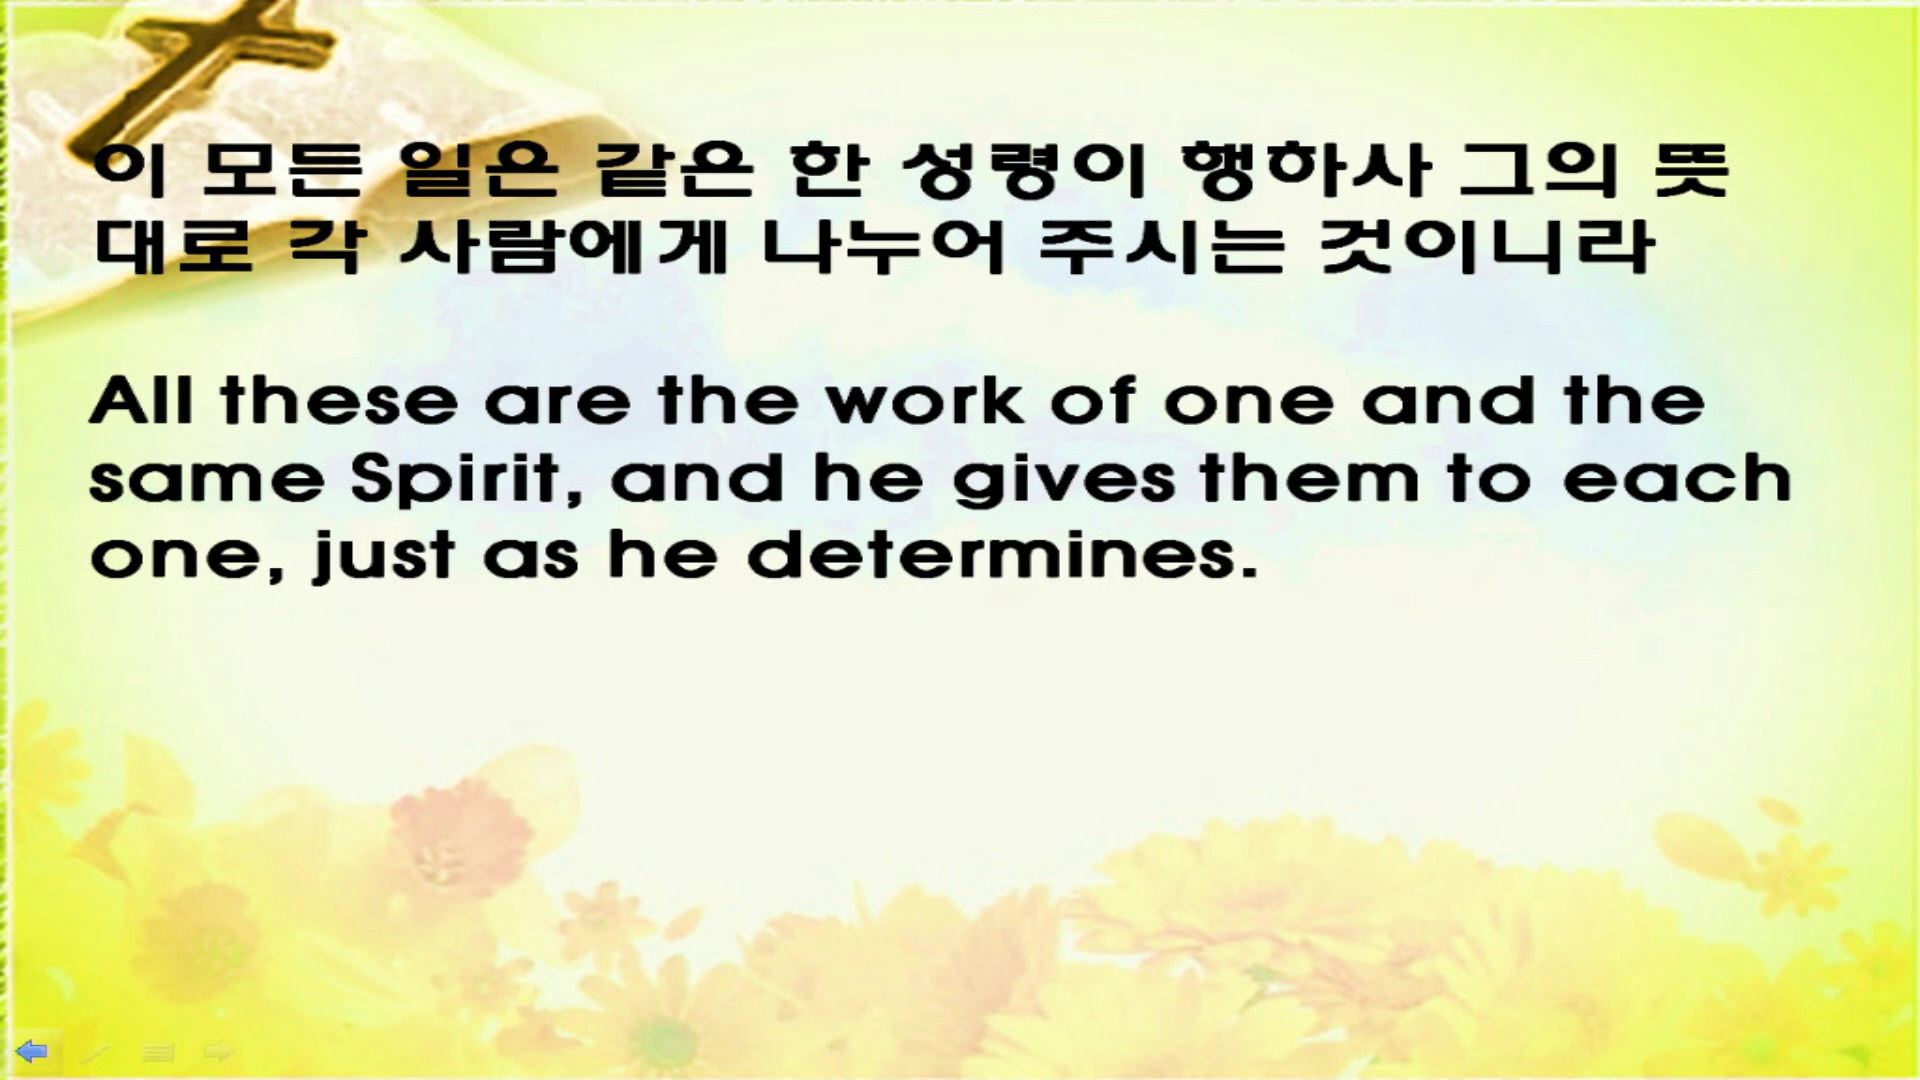 이 모든 일은 같은 한 성령이 행하사 그의 뜻
대로 각 사람에게 나누어 주시는 것이니라
All these are the work of one and the
same Spirit, and he gives them to each
one, just as he determines.